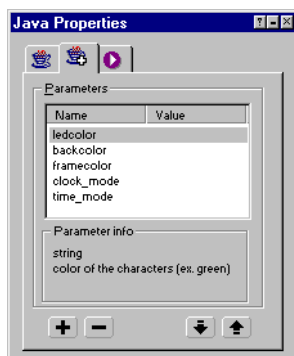 Java Properties
Parameters
Name Value
ledcolor
backcolor
framecolor
clock_mode
time_mode
Parameter info
string
color of the characters (ex. green)